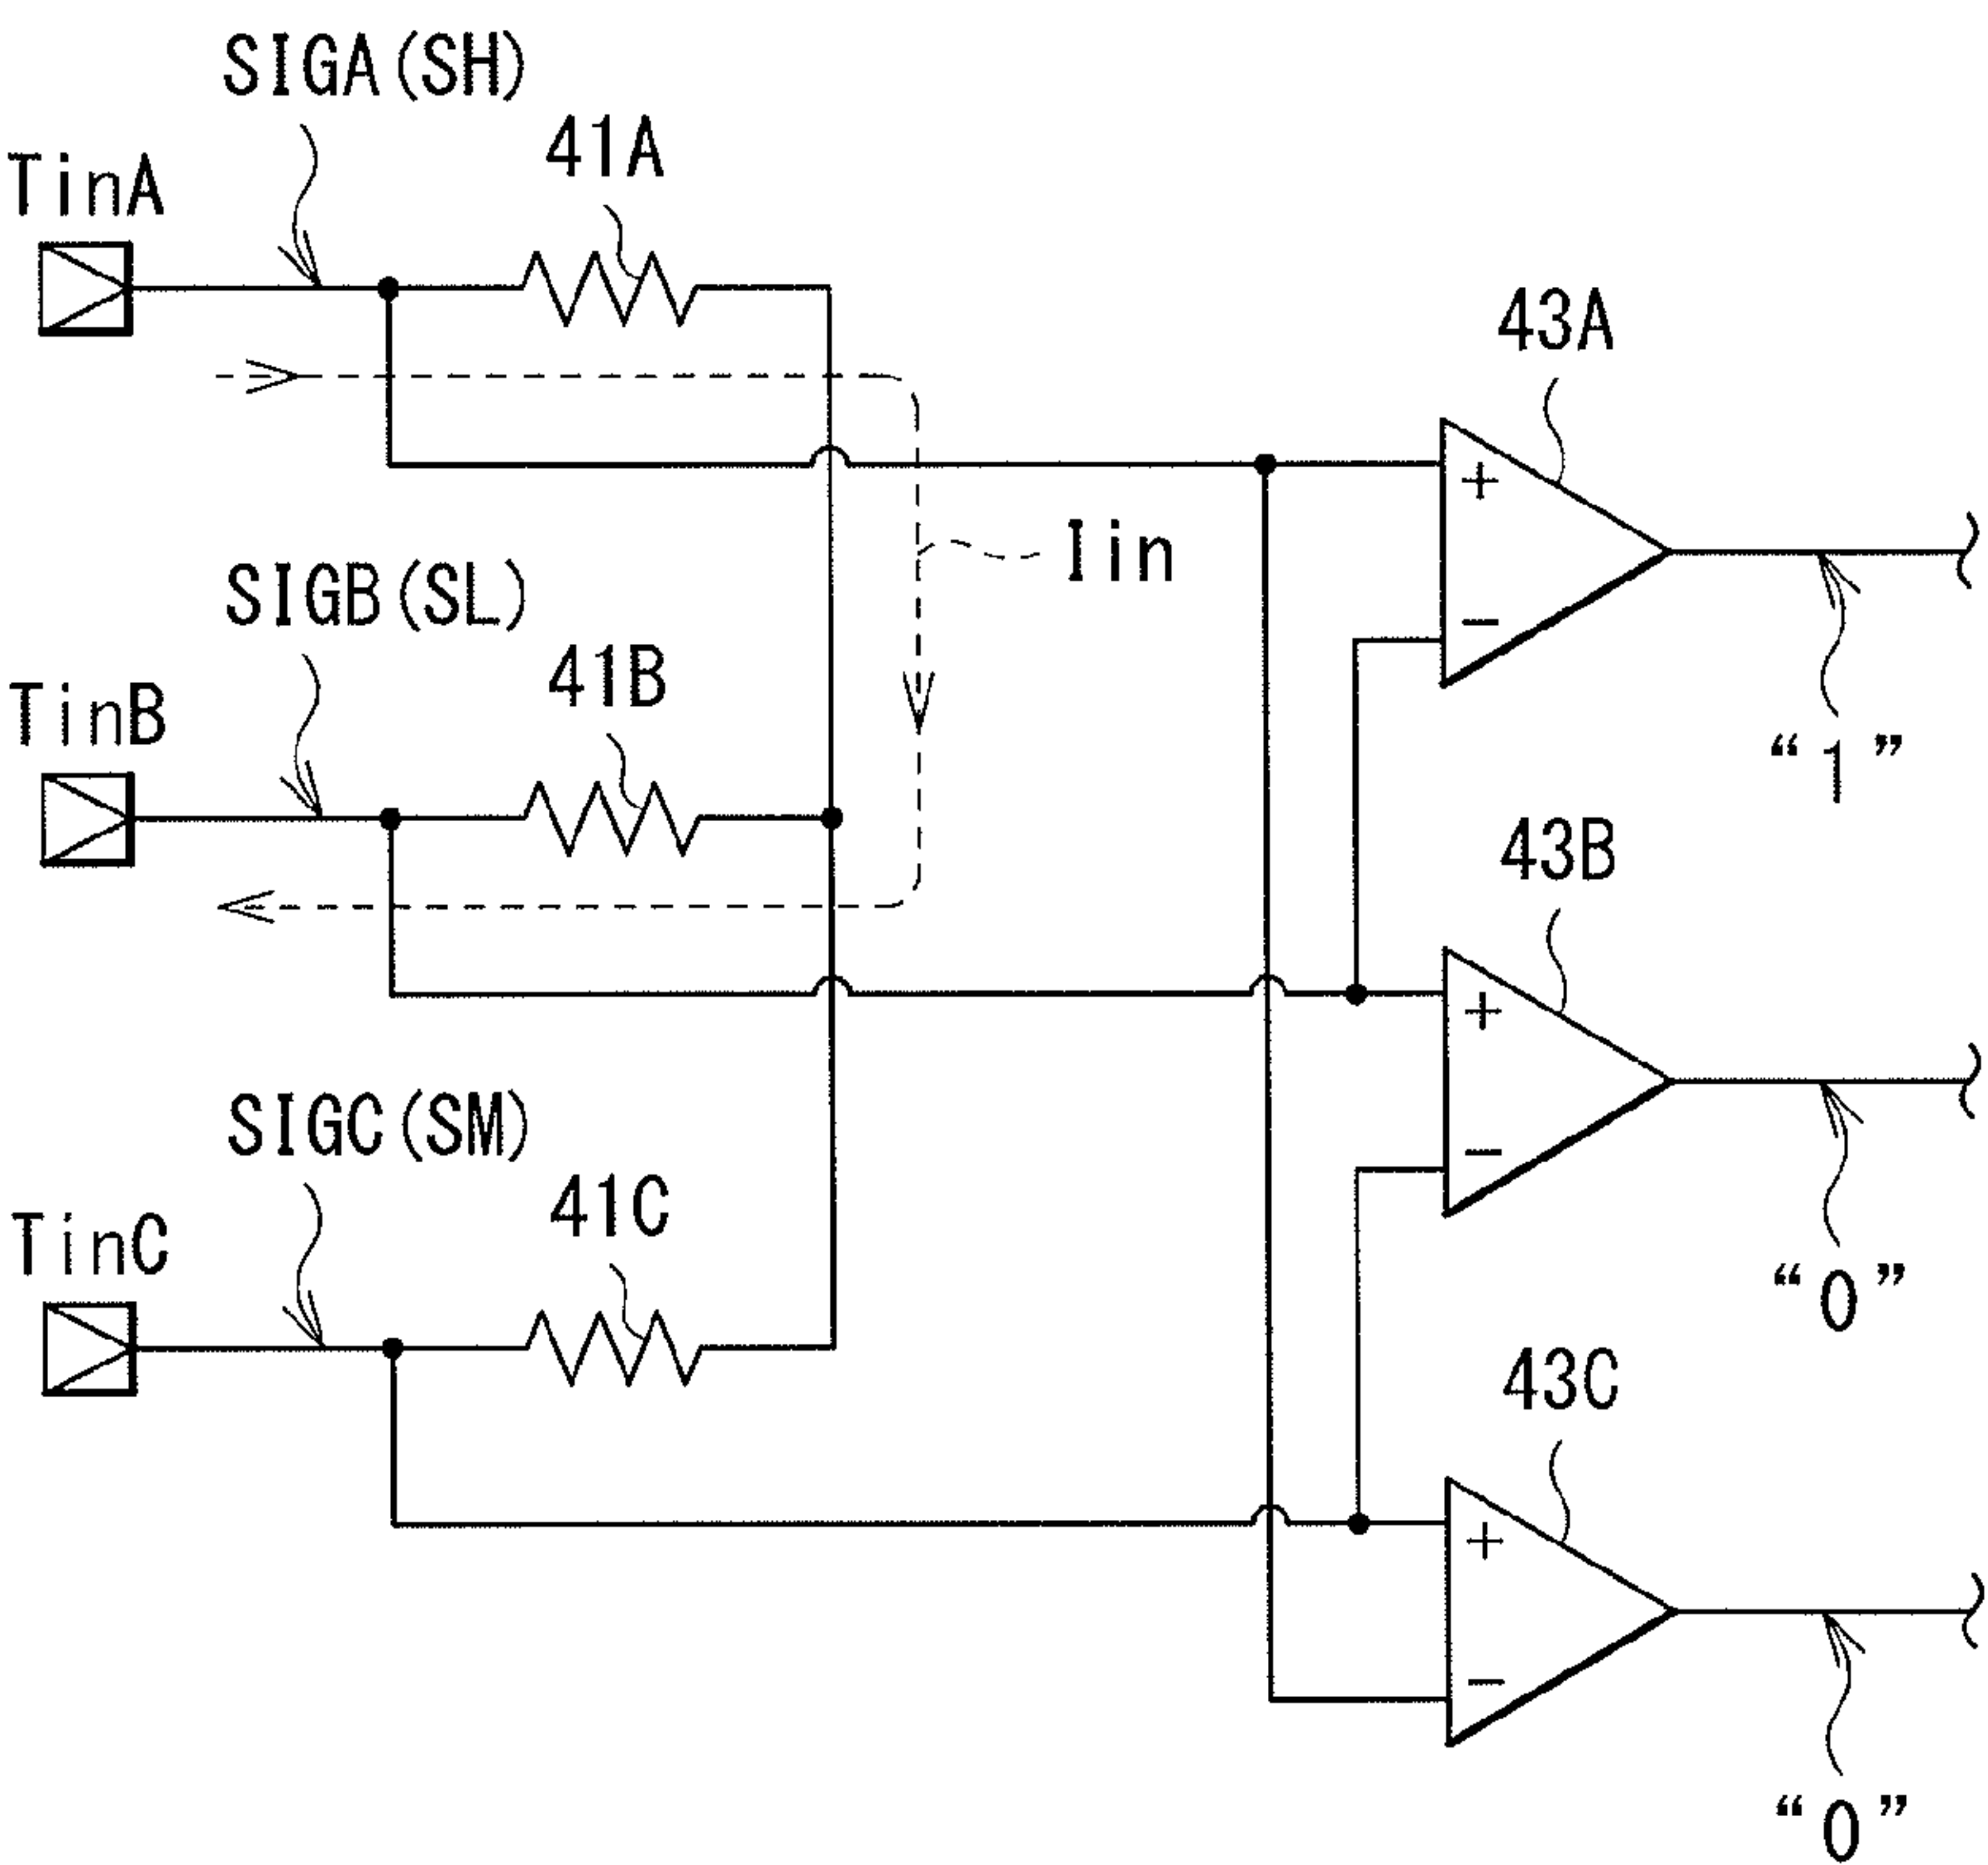 SIGA(SH)
41A
TinA
43A
+
−
Iin
"1"
SIGB(SL)
41B
TinB
43B
+
−
"0"
SIGC(SM)
41C
TinC
43C
+
−
"0"